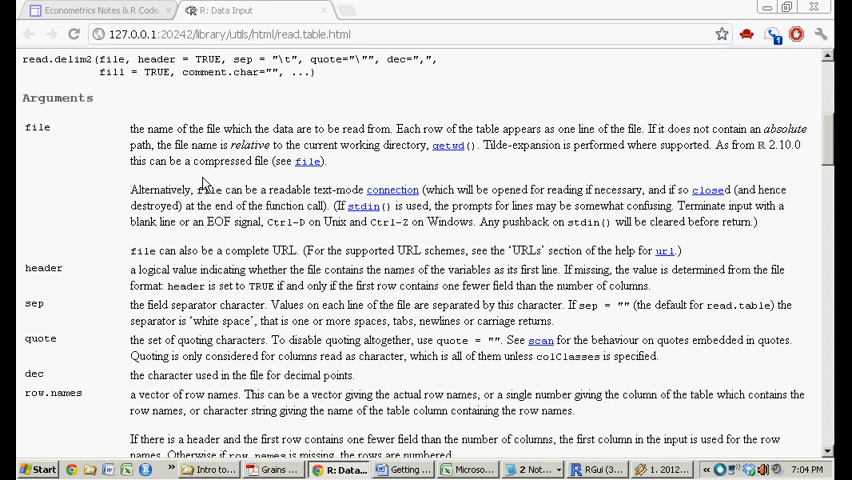 Econometrics Notes & R Code
R: Data Input
127.0.0.1:20242/library/utils/html/read.table.html
read.delim2(file, header = TRUE, sep = "\t", quote="\"", dec=",",
fill = TRUE, comment.char="", ...)
Arguments
file
the name of the file which the data are to be read from. Each row of the table appears as one line of the file. If it does not contain an absolute
path, the file name is relative to the current working directory, getwd(). Tilde-expansion is performed where supported. As from R 2.10.0
this can be a compressed file (see file).
Alternatively, file can be a readable text-mode connection (which will be opened for reading if necessary, and if so closed (and hence
destroyed) at the end of the function call). (If stdin() is used, the prompts for lines may be somewhat confusing. Terminate input with a
blank line or an EOF signal, Ctrl-D on Unix and Ctrl-Z on Windows. Any pushback on stdin() will be cleared before return.)
file can also be a complete URL. (For the supported URL schemes, see the ‘URLs’ section of the help for url.)
header
a logical value indicating whether the file contains the names of the variables as its first line. If missing, the value is determined from the file
format: header is set to TRUE if and only if the first row contains one fewer field than the number of columns.
sep
the field separator character. Values on each line of the file are separated by this character. If sep = "" (the default for read.table) the
separator is ‘white space’, that is one or more spaces, tabs, newlines or carriage returns.
quote
the set of quoting characters. To disable quoting altogether, use quote = "". See scan for the behaviour on quotes embedded in quotes.
Quoting is only considered for columns read as character, which is all of them unless colClasses is specified.
dec
the character used in the file for decimal points.
row.names
a vector of row names. This can be a vector giving the actual row names, or a single number giving the column of the table which contains the
row names, or character string giving the name of the table column containing the row names.
If there is a header and the first row contains one fewer field than the number of columns, the first column in the input is used for the row
names. Otherwise if row.names is missing, the rows are numbered.
Start
Intro to...
Grains ...
R: Data...
Getting ...
Microso...
2 Not...
RGui (3...
1. 2012...
7:04 PM